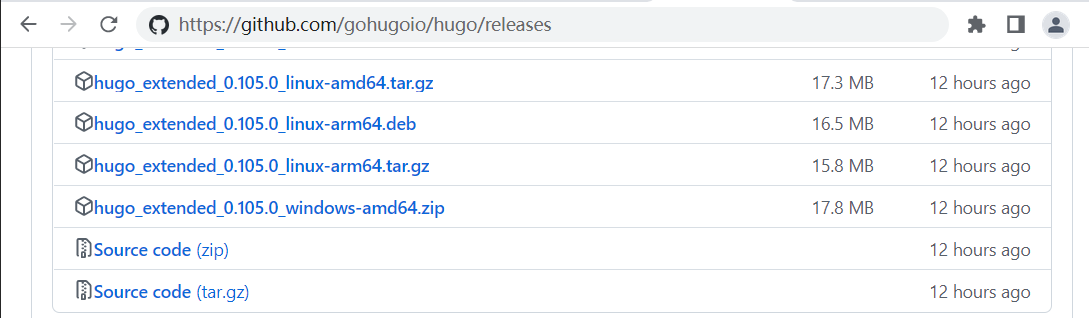 https://github.com/gohugoio/hugo/releases
hugo_extended_0.105.0_linux-amd64.tar.gz 17.3 MB 12 hours ago
hugo_extended_0.105.0_linux-arm64.deb 16.5 MB 12 hours ago
hugo_extended_0.105.0_linux-arm64.tar.gz 15.8 MB 12 hours ago
hugo_extended_0.105.0_windows-amd64.zip 17.8 MB 12 hours ago
Source code (zip) 12 hours ago
Source code (tar.gz) 12 hours ago